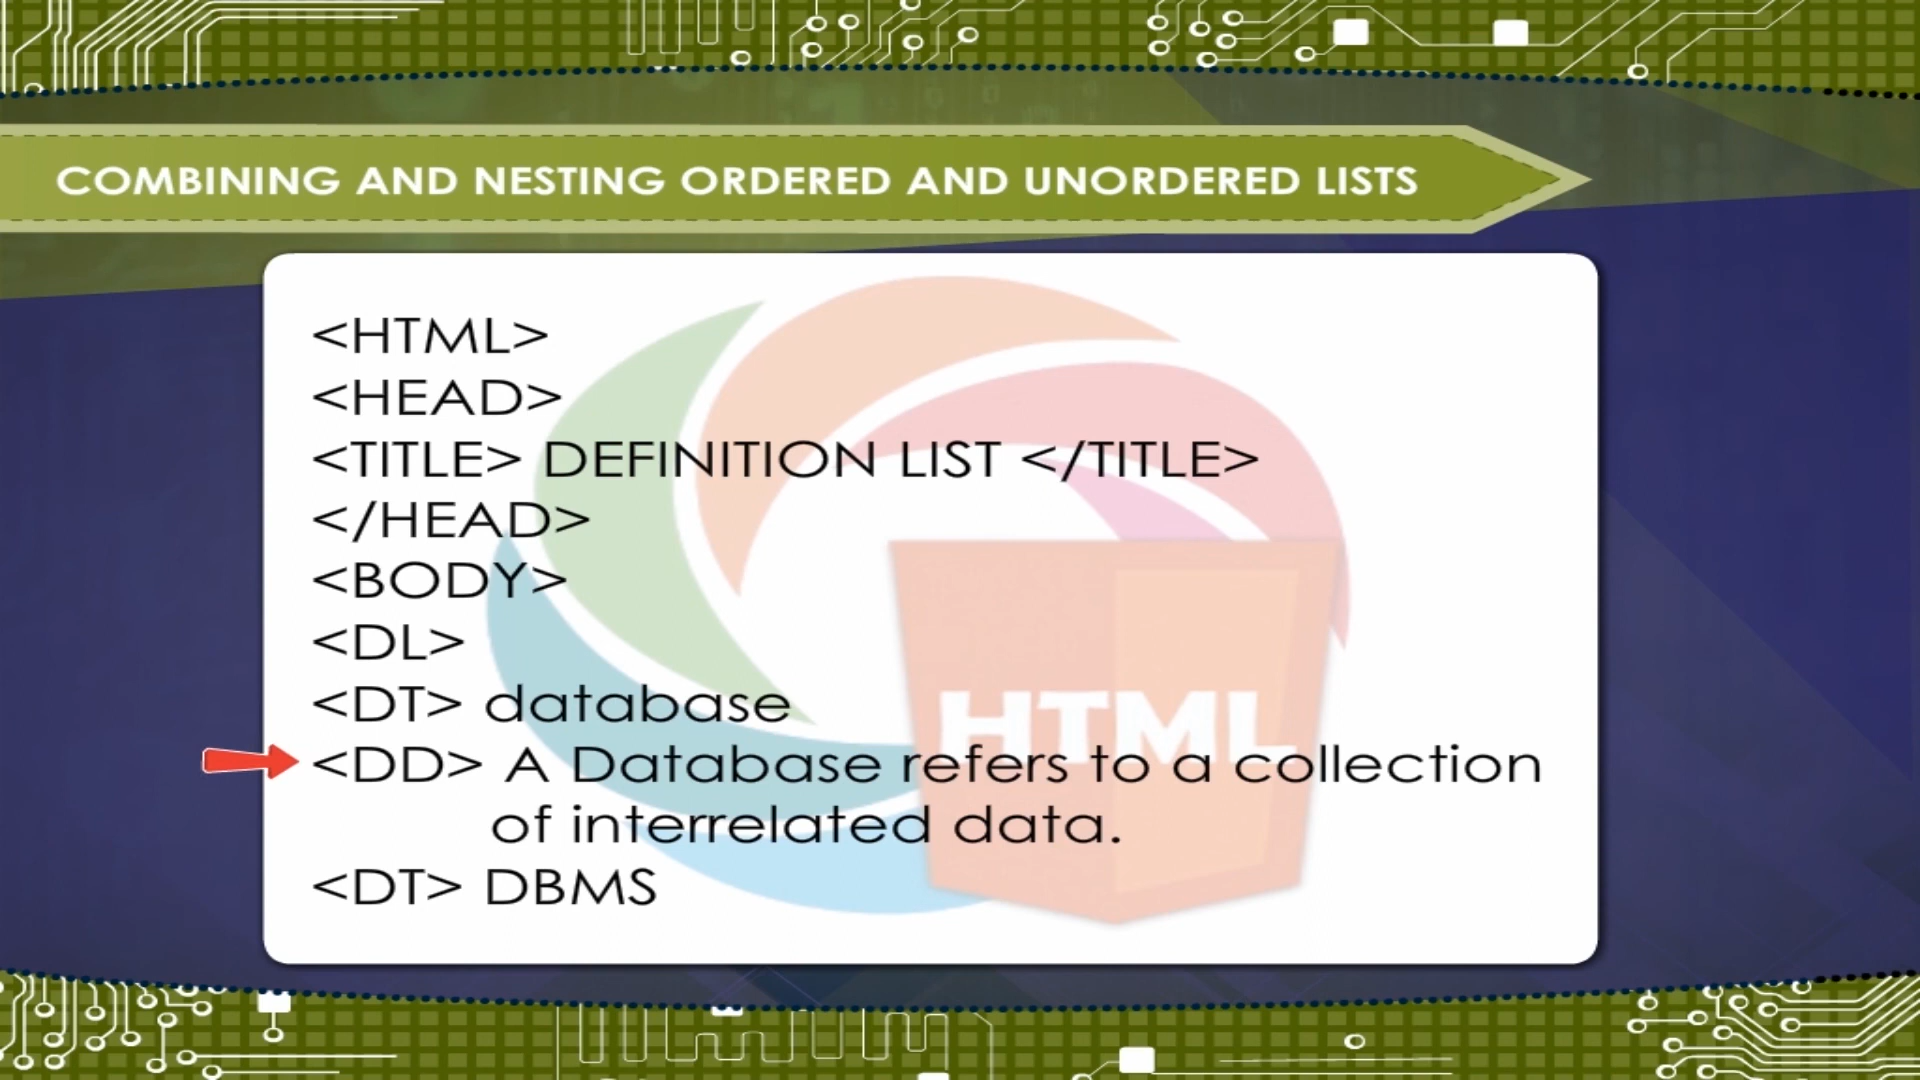 COMBINING AND NESTING ORDERED AND UNORDERED LISTS
<HTML>
<HEAD>
<TITLE> DEFINITION LIST </TITLE>
</HEAD>
<BODY>
<DL>
<DT> database
<DD> A Database refers to a collection
of interrelated data.
<DT> DBMS
HTML